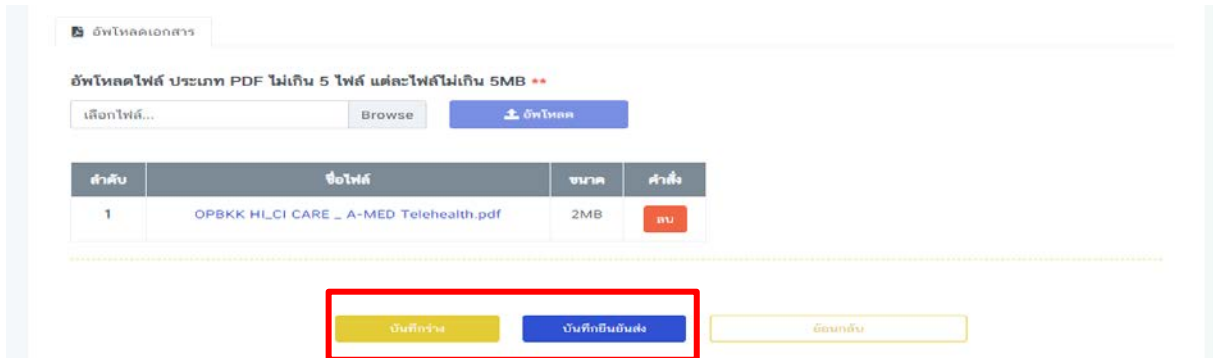 อัพโหลดเอกสาร
อัพโหลดไฟล์ ประเภท PDF ไม่เกิน 5 ไฟล์ แต่ละไฟล์ไม่เกิน 5MB **
เลือกไฟล์... Browse อัพโหลด
ลำดับ ชื่อไฟล์ ขนาด คำสั่ง
1 OPBKK HI_CI CARE _ A-MED Telehealth.pdf 2MB ลบ
บันทึกร่าง บันทึกยืนยันส่ง ย้อนกลับ